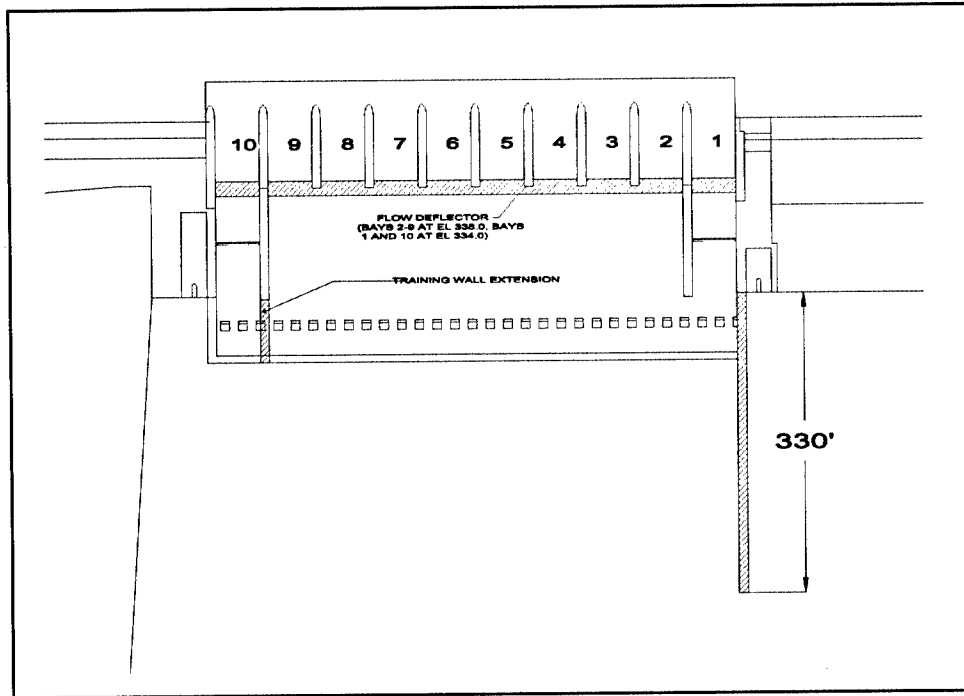 10 9 8 7 6 5 4 3 2 1
FLOW DEFLECTOR
(BAYS 2-9 AT EL 338.0, BAYS
1 AND 10 AT EL 334.0)
TRAINING WALL EXTENSION
330'